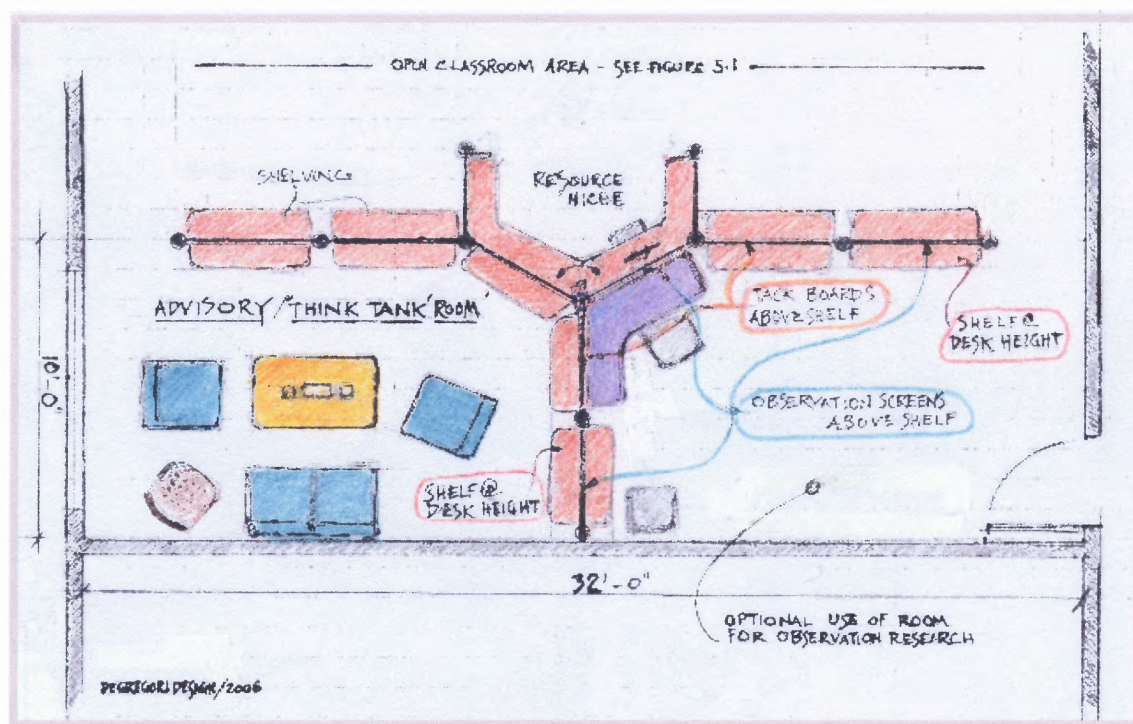 OPEN CLASSROOM AREA - SEE FIGURE 5.1
SHELVING
RESOURCE
NICHE
ADVISORY/"THINK TANK" ROOM
TACK BOARDS
ABOVE SHELF
SHELF @
DESK HEIGHT
OBSERVATION SCREENS
ABOVE SHELF
10'-0"
SHELF @
DESK HEIGHT
32'-0"
OPTIONAL USE OF ROOM
FOR OBSERVATION RESEARCH
DEGREGORI DESIGN/2006